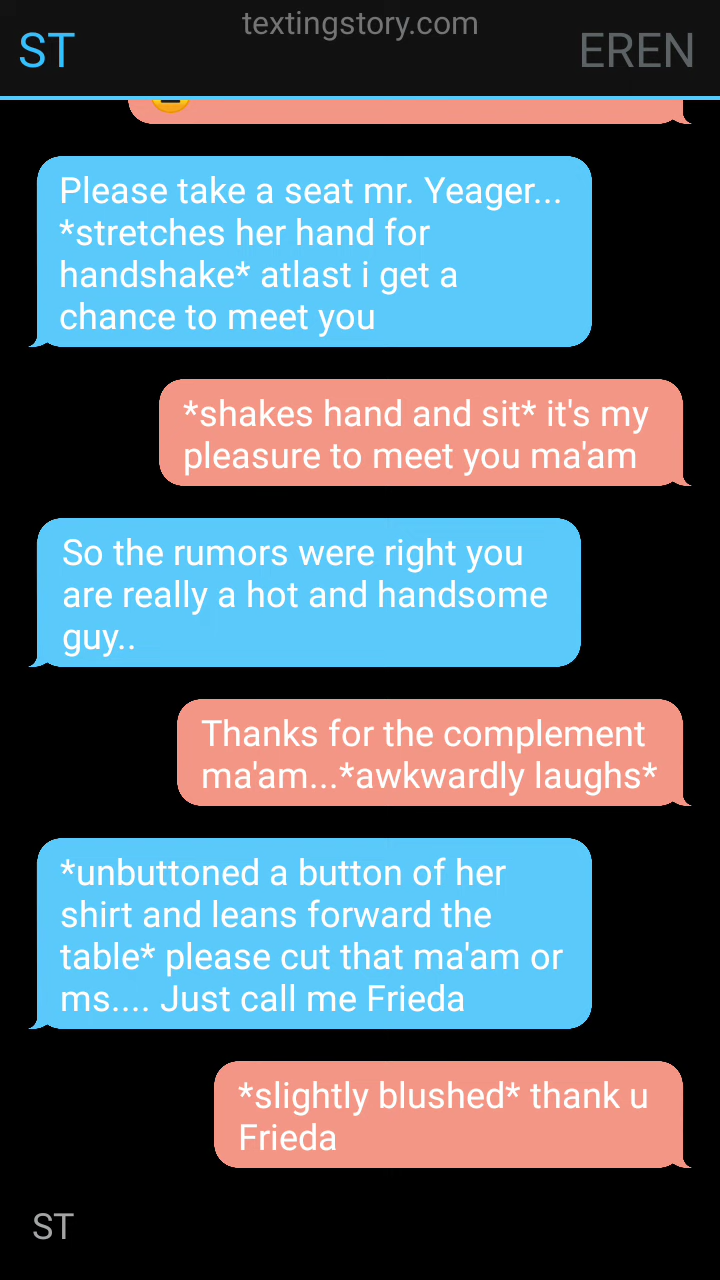 textingstory.com
ST
EREN
Please take a seat mr. Yeager...
*stretches her hand for
handshake* atlast i get a
chance to meet you
*shakes hand and sit* it's my
pleasure to meet you ma'am
So the rumors were right you
are really a hot and handsome
guy..
Thanks for the complement
ma'am...*awkwardly laughs*
*unbuttoned a button of her
shirt and leans forward the
table* please cut that ma'am or
ms.... Just call me Frieda
*slightly blushed* thank u
Frieda
ST